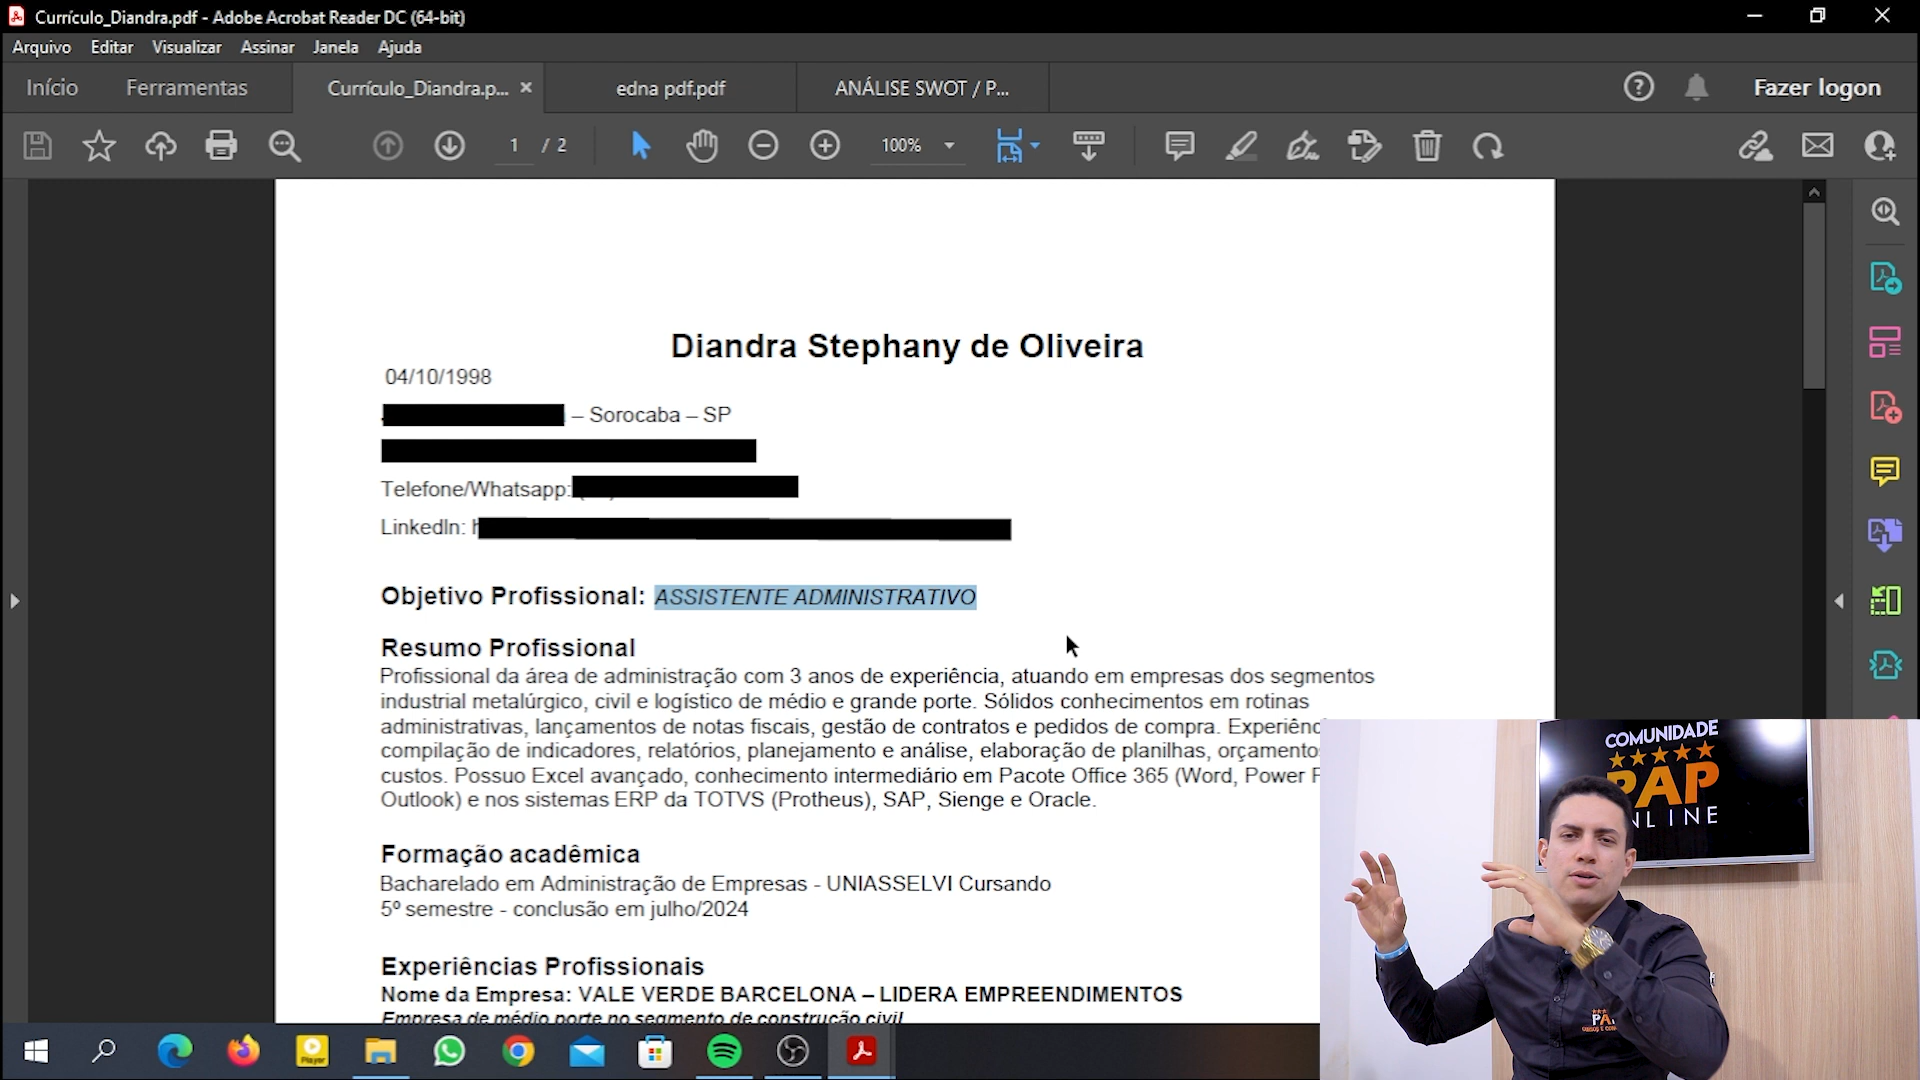 Currículo_Diandra.pdf - Adobe Acrobat Reader DC (64-bit)
Arquivo Editar Visualizar Assinar Janela Ajuda
Início Ferramentas Currículo_Diandra.p... × edna pdf.pdf ANÁLISE SWOT / P... Fazer logon
1 / 2 100%
Diandra Stephany de Oliveira
04/10/1998
– Sorocaba – SP
Telefone/Whatsapp:
LinkedIn: h
Objetivo Profissional: ASSISTENTE ADMINISTRATIVO
Resumo Profissional
Profissional da área de administração com 3 anos de experiência, atuando em empresas dos segmentos
industrial metalúrgico, civil e logístico de médio e grande porte. Sólidos conhecimentos em rotinas
administrativas, lançamentos de notas fiscais, gestão de contratos e pedidos de compra.
compilação de indicadores, relatórios, planejamento e análise, elaboração de planilhas,
custos. Possuo Excel avançado, conhecimento intermediário em Pacote Office 365 (Word, Power
Outlook) e nos sistemas ERP da TOTVS (Protheus), SAP, Sienge e Oracle.
Formação acadêmica
Bacharelado em Administração de Empresas - UNIASSELVI Cursando
5º semestre - conclusão em julho/2024
Experiências Profissionais
Nome da Empresa: VALE VERDE BARCELONA – LIDERA EMPREENDIMENTOS
Empresa de médio porte no segmento de construção civil
COMUNIDADE
PAP
NLINE
Player
PA